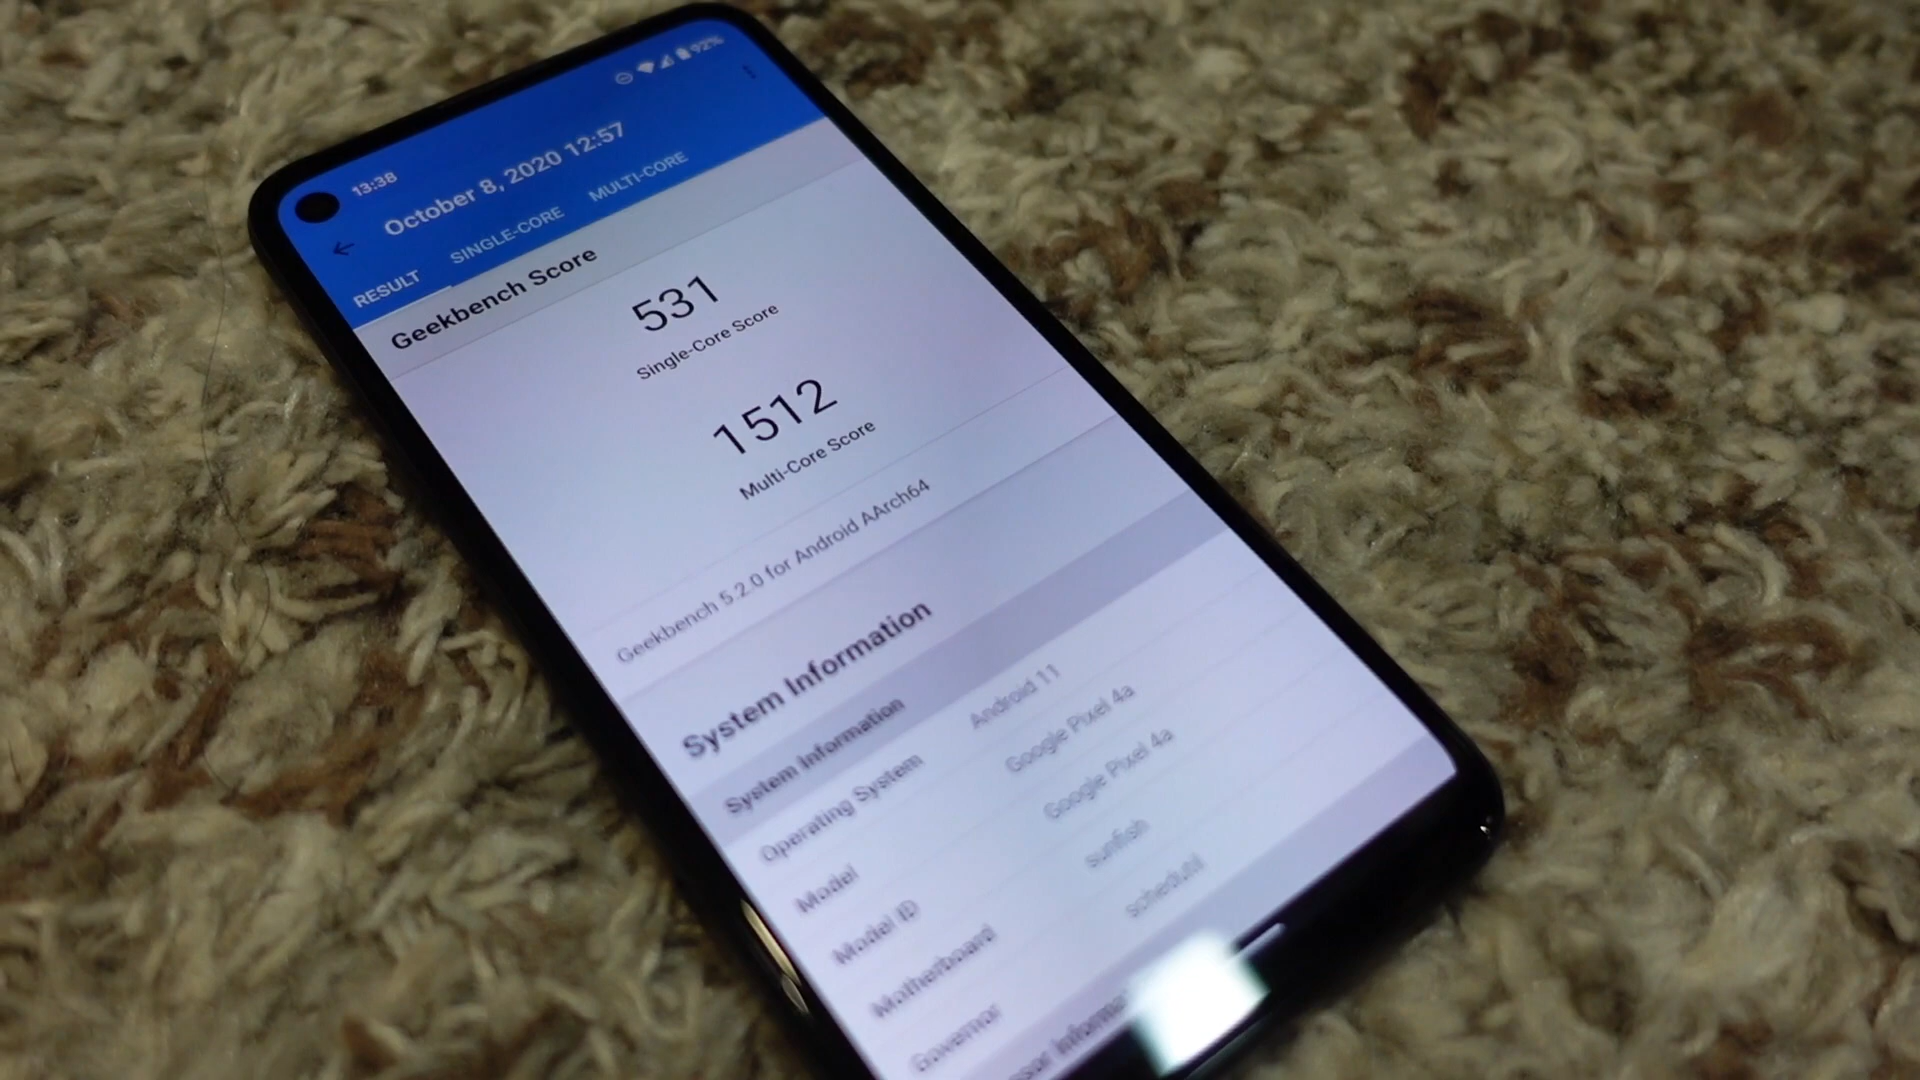 13:38 92%
October 8, 2020 12:57
RESULT SINGLE-CORE MULTI-CORE
Geekbench Score
531
Single-Core Score
1512
Multi-Core Score
Geekbench 5.2.0 for Android AArch64
System Information
System Information
Operating System Android 11
Model Google Pixel 4a
Model ID Google Pixel 4a
Motherboard sunfish
Governor schedutil